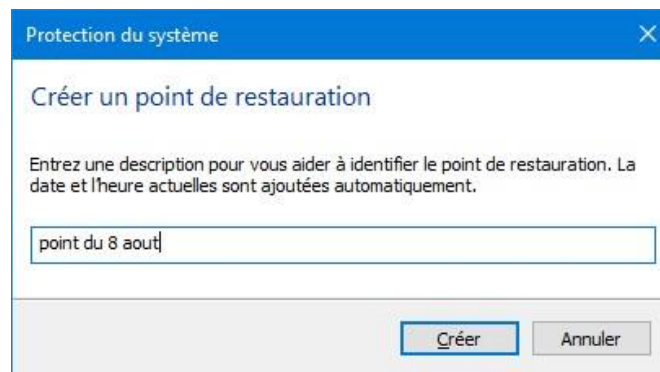 Protection du système
Créer un point de restauration
Entrez une description pour vous aider à identifier le point de restauration. La
date et l'heure actuelles sont ajoutées automatiquement.
point du 8 aout
Créer Annuler